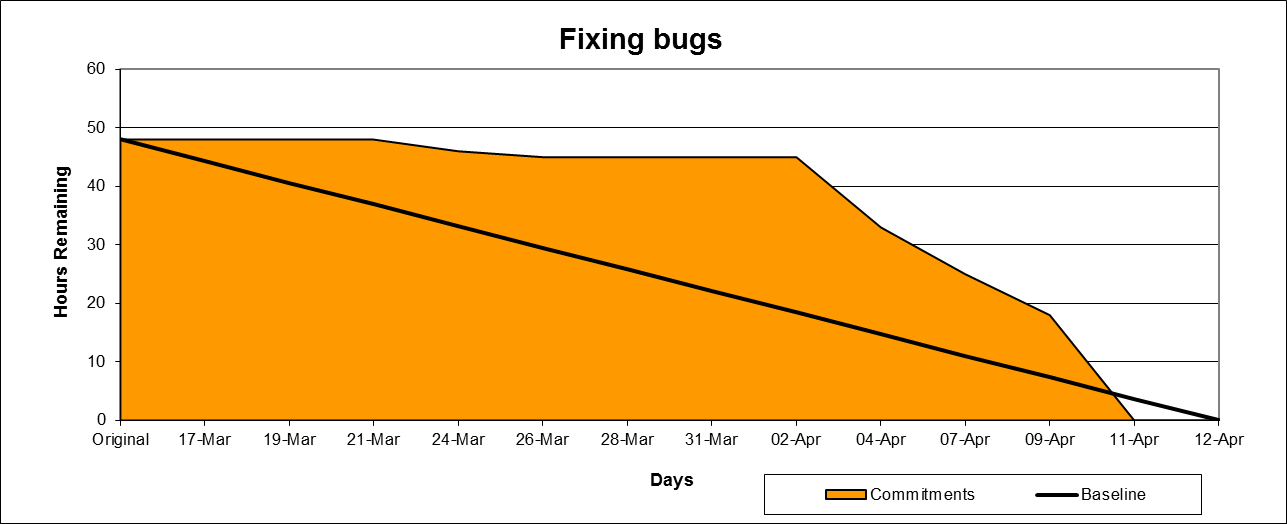 Fixing bugs
60
50
40
30
20
10
0
Hours Remaining
Original 17-Mar 19-Mar 21-Mar 24-Mar 26-Mar 28-Mar 31-Mar 02-Apr 04-Apr 07-Apr 09-Apr 11-Apr 12-Apr
Days
Commitments Baseline